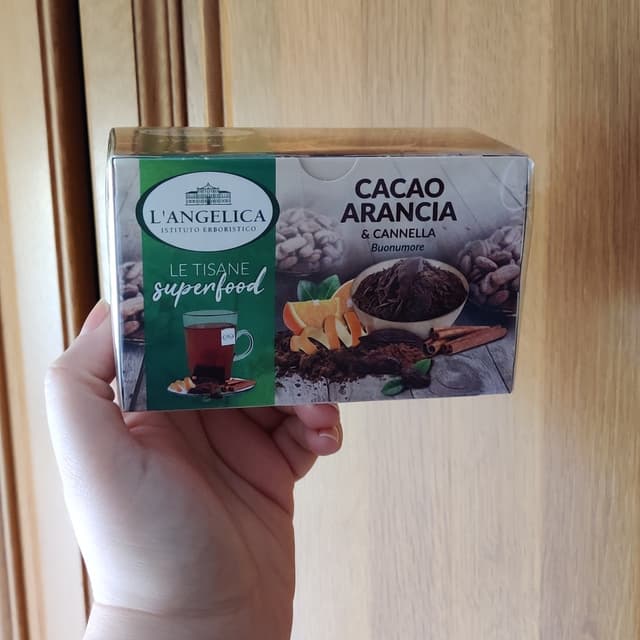 L'ANGELICA
ISTITUTO ERBORISTICO
LE TISANE
superfood
CACAO
ARANCIA
& CANNELLA
Buonumore